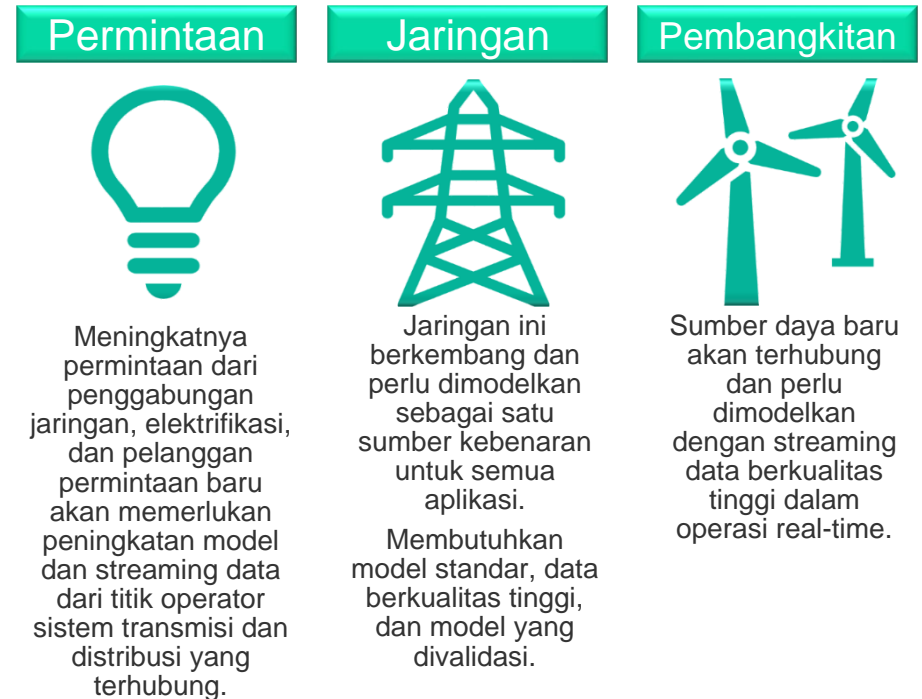 Permintaan
Meningkatnya
permintaan dari
penggabungan
jaringan, elektrifikasi,
dan pelanggan
permintaan baru
akan memerlukan
peningkatan model
dan streaming data
dari titik operator
sistem transmisi dan
distribusi yang
terhubung.
Jaringan
Jaringan ini
berkembang dan
perlu dimodelkan
sebagai satu
sumber kebenaran
untuk semua
aplikasi.
Membutuhkan
model standar, data
berkualitas tinggi,
dan model yang
divalidasi.
Pembangkitan
Sumber daya baru
akan terhubung
dan perlu
dimodelkan
dengan streaming
data berkualitas
tinggi dalam
operasi real-time.